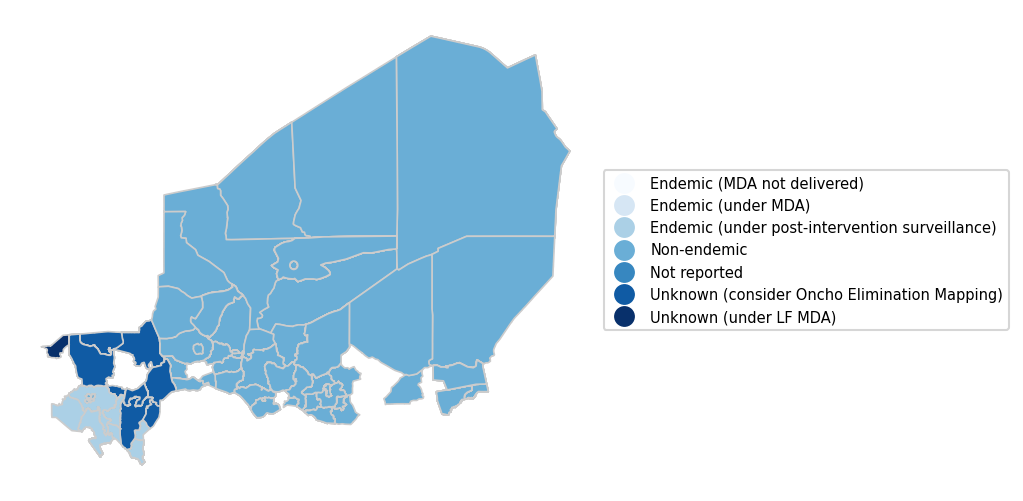 Endemic (MDA not delivered)
Endemic (under MDA)
Endemic (under post-intervention surveillance)
Non-endemic
Not reported
Unknown (consider Oncho Elimination Mapping)
Unknown (under LF MDA)